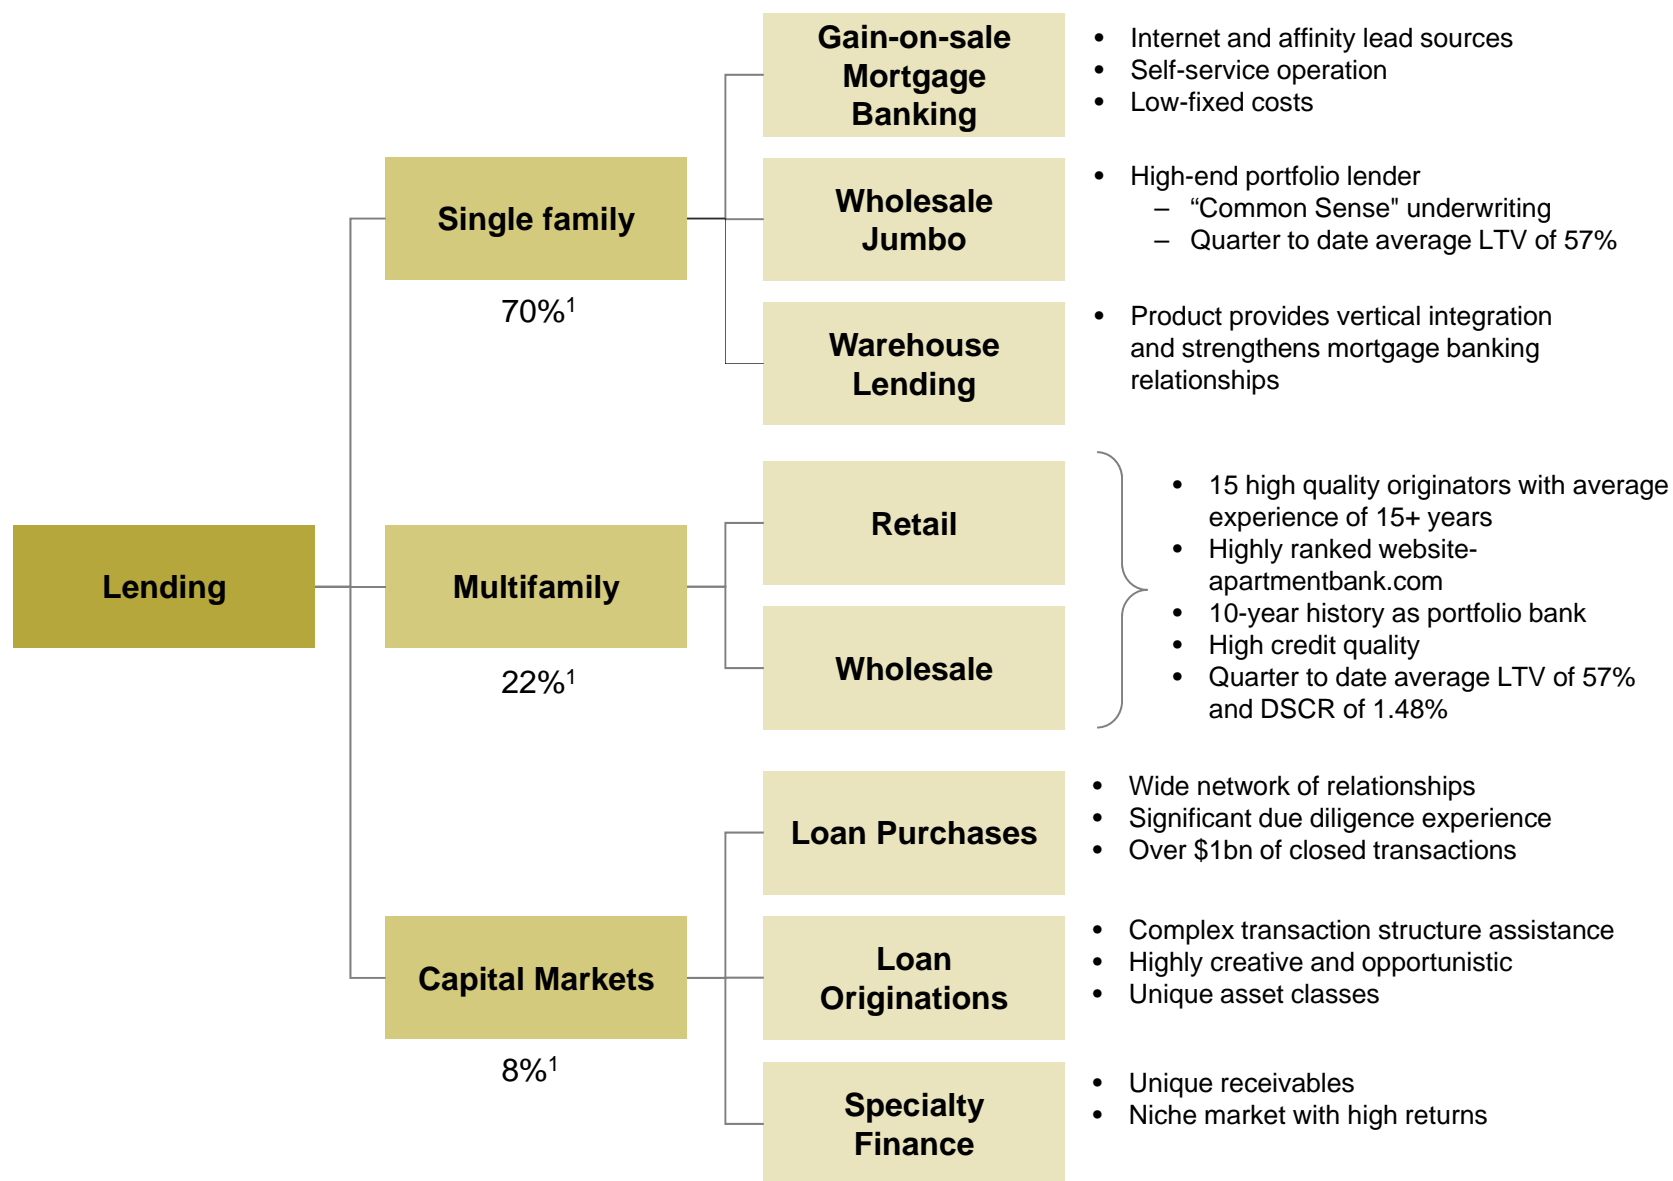 Gain-on-sale
Mortgage
Banking
• Internet and affinity lead sources
• Self-service operation
• Low-fixed costs
Single family
70%¹
Wholesale
Jumbo
• High-end portfolio lender
– “Common Sense" underwriting
– Quarter to date average LTV of 57%
Warehouse
Lending
• Product provides vertical integration
and strengthens mortgage banking
relationships
Lending
Multifamily
22%¹
Retail
Wholesale
• 15 high quality originators with average
experience of 15+ years
• Highly ranked website-
apartmentbank.com
• 10-year history as portfolio bank
• High credit quality
• Quarter to date average LTV of 57%
and DSCR of 1.48%
Capital Markets
8%¹
Loan Purchases
• Wide network of relationships
• Significant due diligence experience
• Over $1bn of closed transactions
Loan
Originations
• Complex transaction structure assistance
• Highly creative and opportunistic
• Unique asset classes
Specialty
Finance
• Unique receivables
• Niche market with high returns